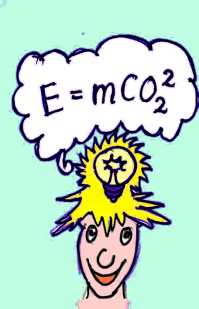 E = mCO₂²